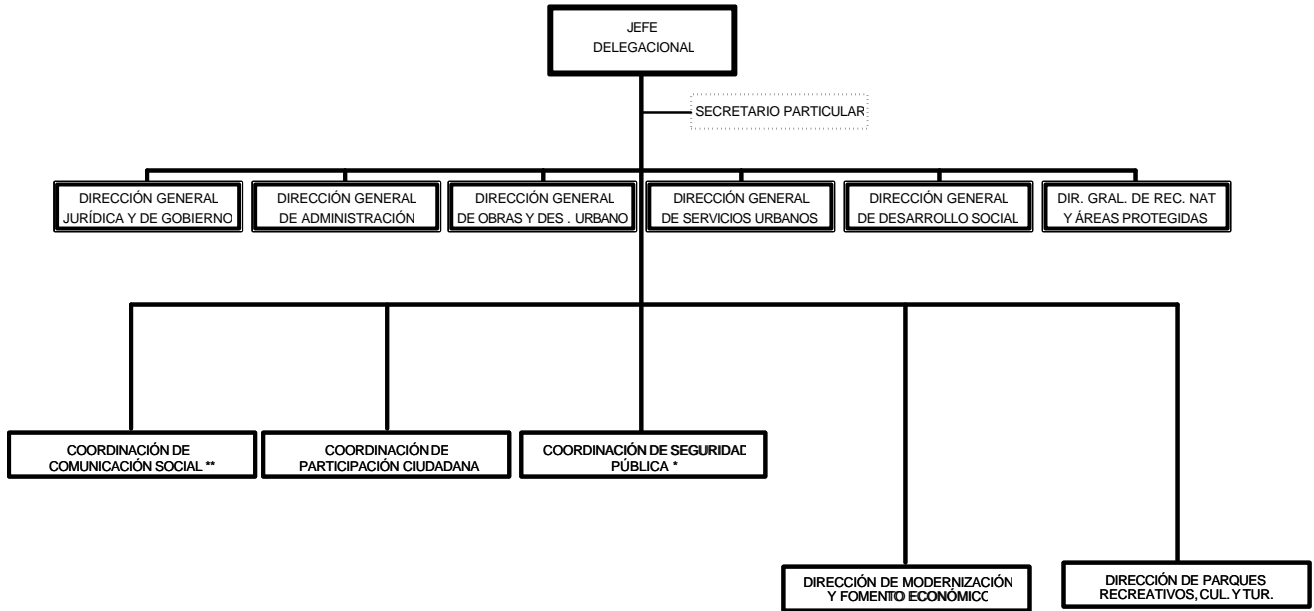 JEFE
DELEGACIONAL
SECRETARIO PARTICULAR
DIRECCIÓN GENERAL
JURÍDICA Y DE GOBIERNO
DIRECCIÓN GENERAL
DE ADMINISTRACIÓN
DIRECCIÓN GENERAL
DE OBRAS Y DES . URBANO
DIRECCIÓN GENERAL
DE SERVICIOS URBANOS
DIRECCIÓN GENERAL
DE DESARROLLO SOCIAL
DIR. GRAL. DE REC. NAT
Y ÁREAS PROTEGIDAS
COORDINACIÓN DE
COMUNICACIÓN SOCIAL **
COORDINACIÓN DE
PARTICIPACIÓN CIUDADANA
COORDINACIÓN DE SEGURIDAD
PÚBLICA *
DIRECCIÓN DE MODERNIZACIÓN
Y FOMENTO ECONÓMICO
DIRECCIÓN DE PARQUES
RECREATIVOS, CUL. Y TUR.